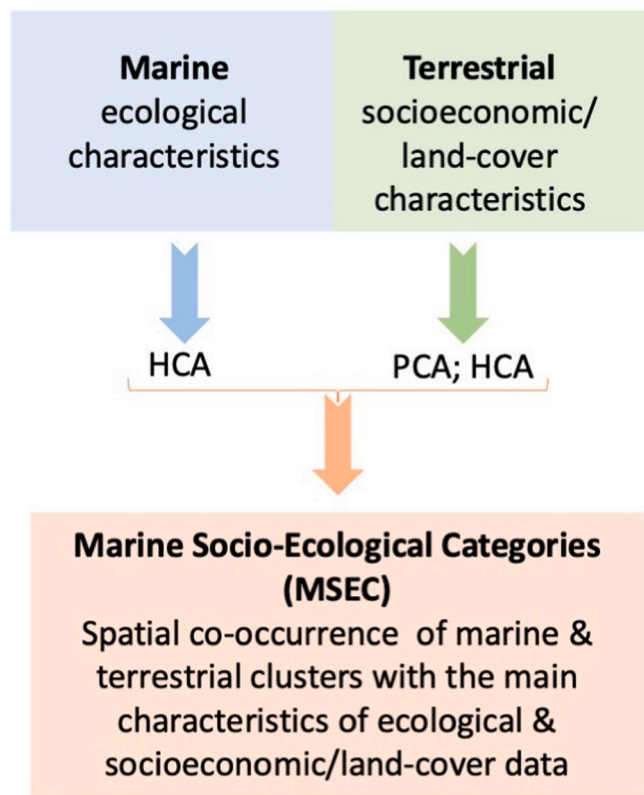 Marine
ecological
characteristics
Terrestrial
socioeconomic/
land-cover
characteristics
HCA
PCA; HCA
Marine Socio-Ecological Categories
(MSEC)
Spatial co-occurrence of marine &
terrestrial clusters with the main
characteristics of ecological &
socioeconomic/land-cover data